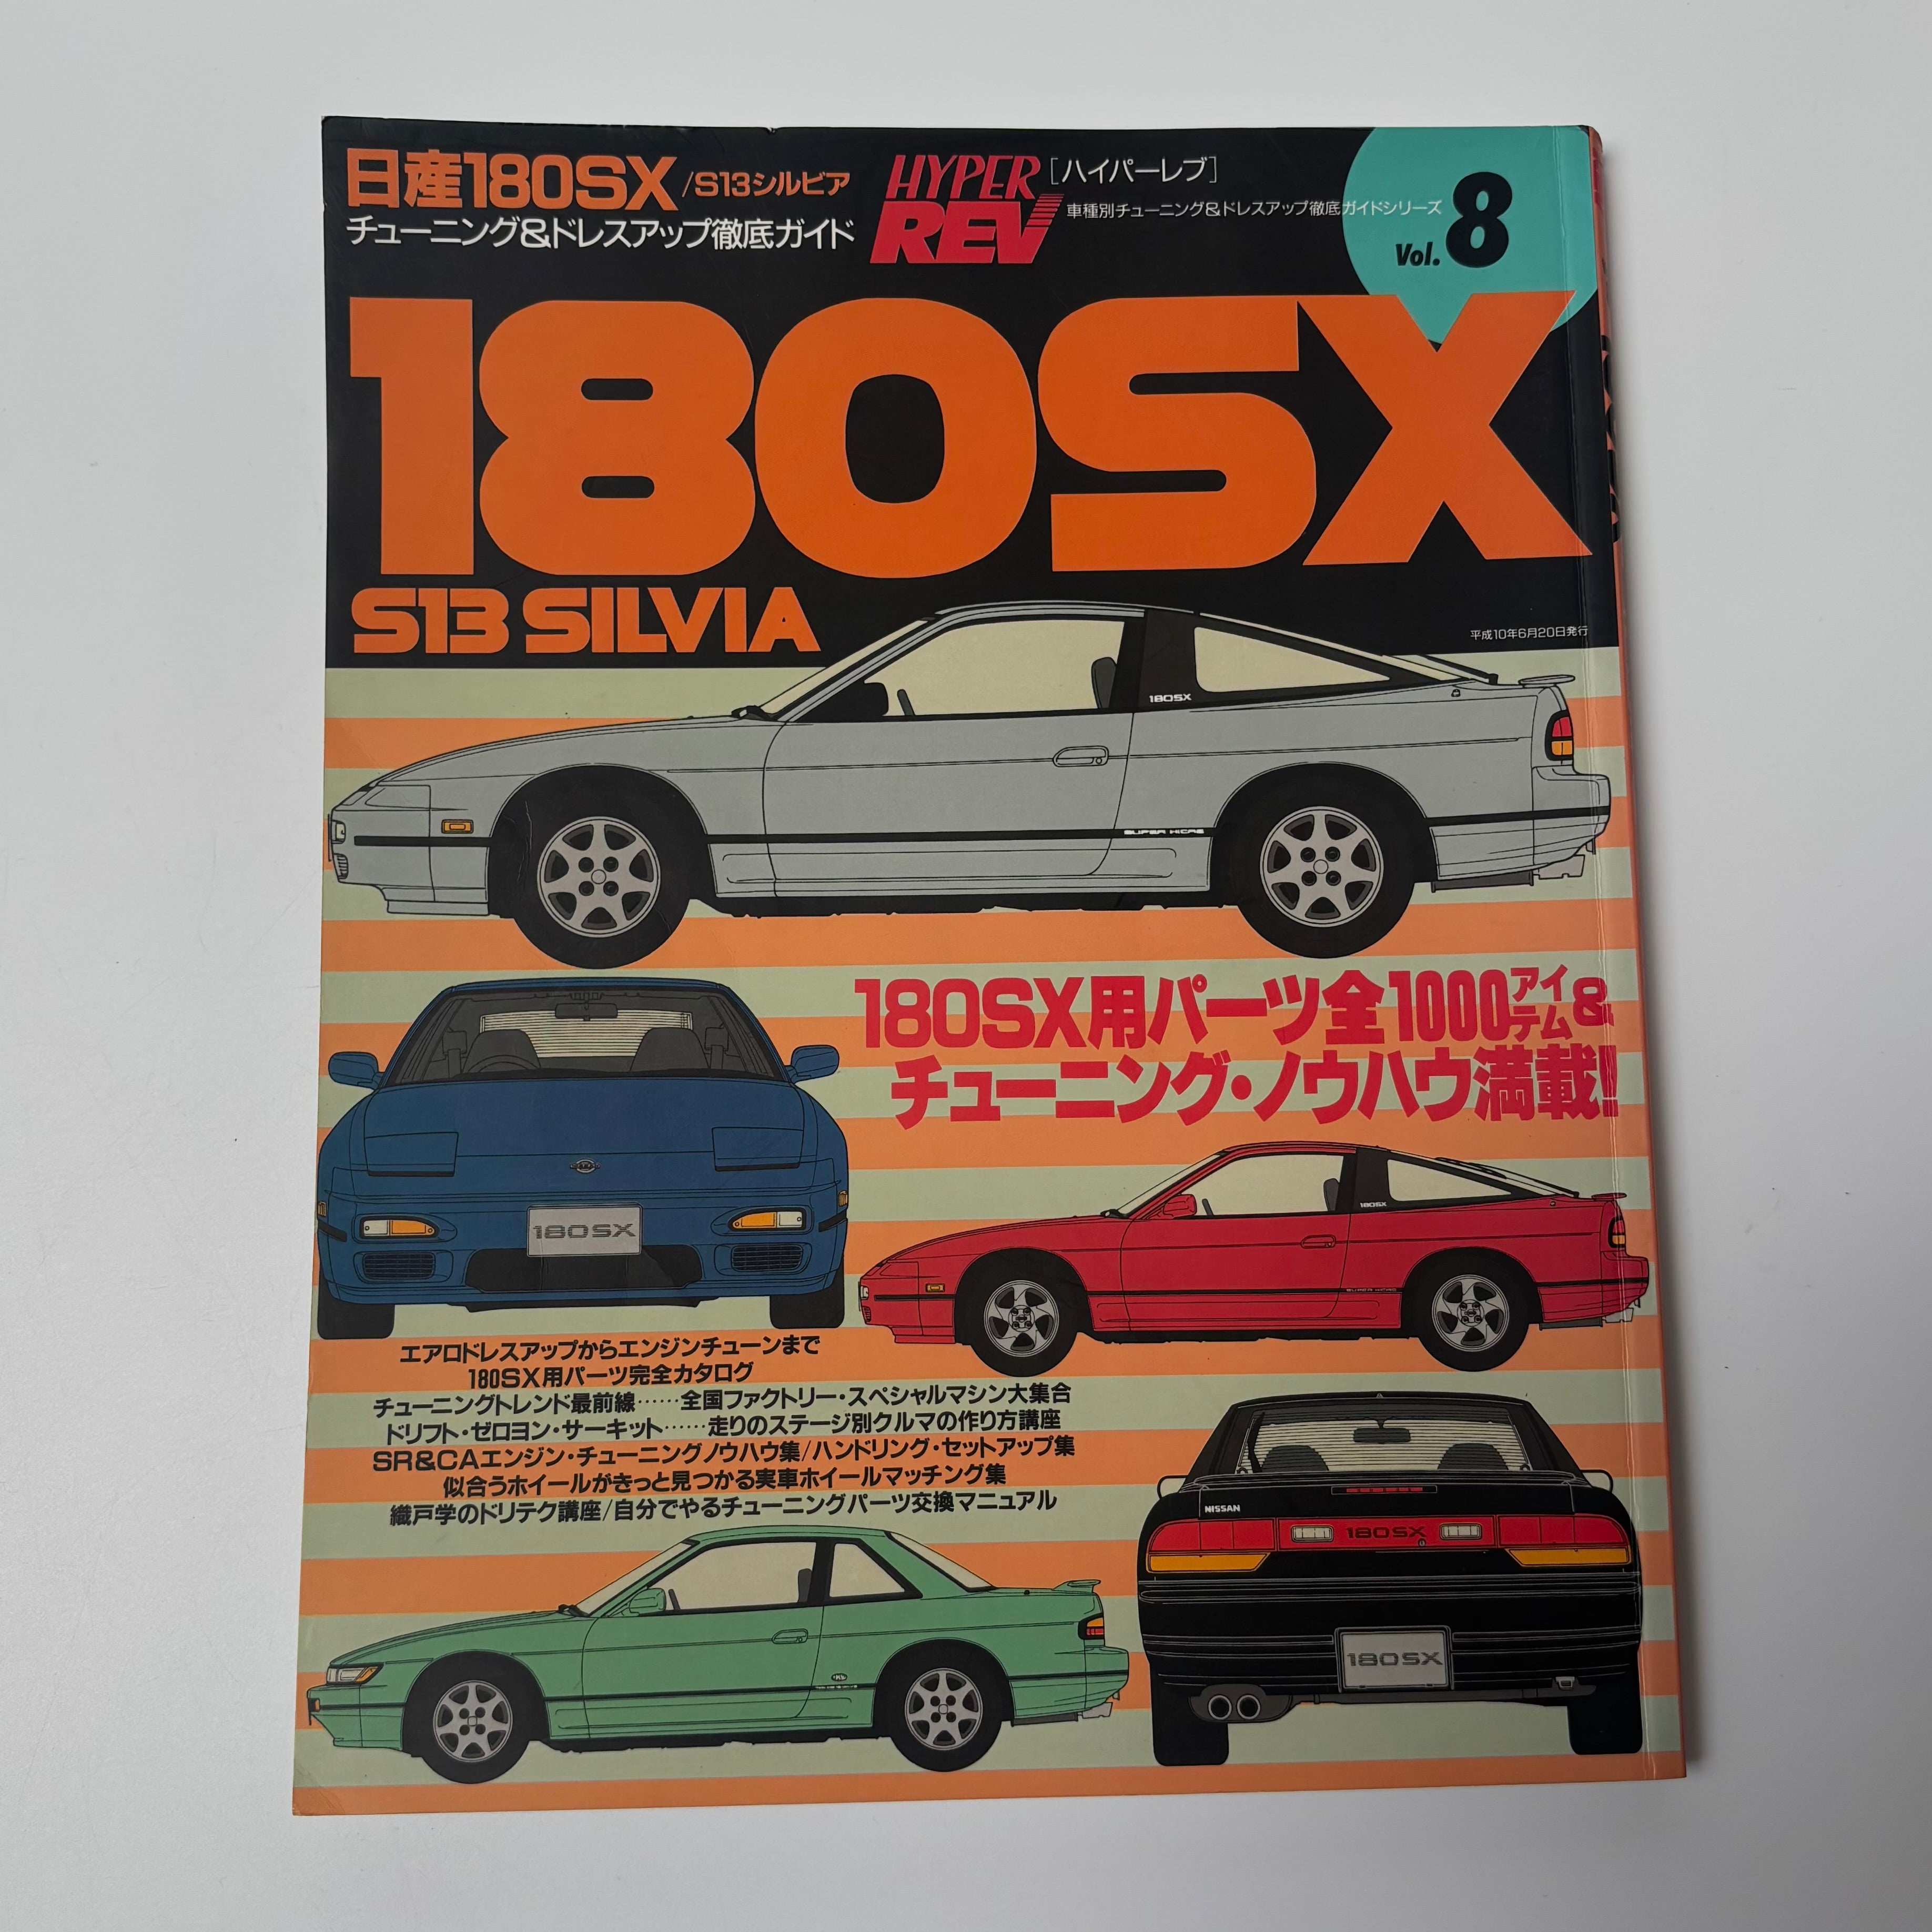 日産180SX/S13シルビア
チューニング&ドレスアップ徹底ガイド
HYPER
REV
[ハイパーレブ]
車種別チューニング&ドレスアップ徹底ガイドシリーズ
Vol.8
180SX
S13 SILVIA
平成10年6月20日発行
180SX
SUPER HICAS
180SX用パーツ全1000アイテム&
チューニング・ノウハウ満載!
180SX
180SX
SUPER HICAS
エアロドレスアップからエンジンチューンまで
180SX用パーツ完全カタログ
チューニングトレンド最前線……全国ファクトリー・スペシャルマシン大集合
ドリフト・ゼロヨン・サーキット……走りのステージ別クルマの作り方講座
SR&CAエンジン・チューニングノウハウ集/ハンドリング・セットアップ集
似合うホイールがきっと見つかる実車ホイールマッチング集
織戸学のドリテク講座/自分でやるチューニングパーツ交換マニュアル
NISSAN
180SX
180SX